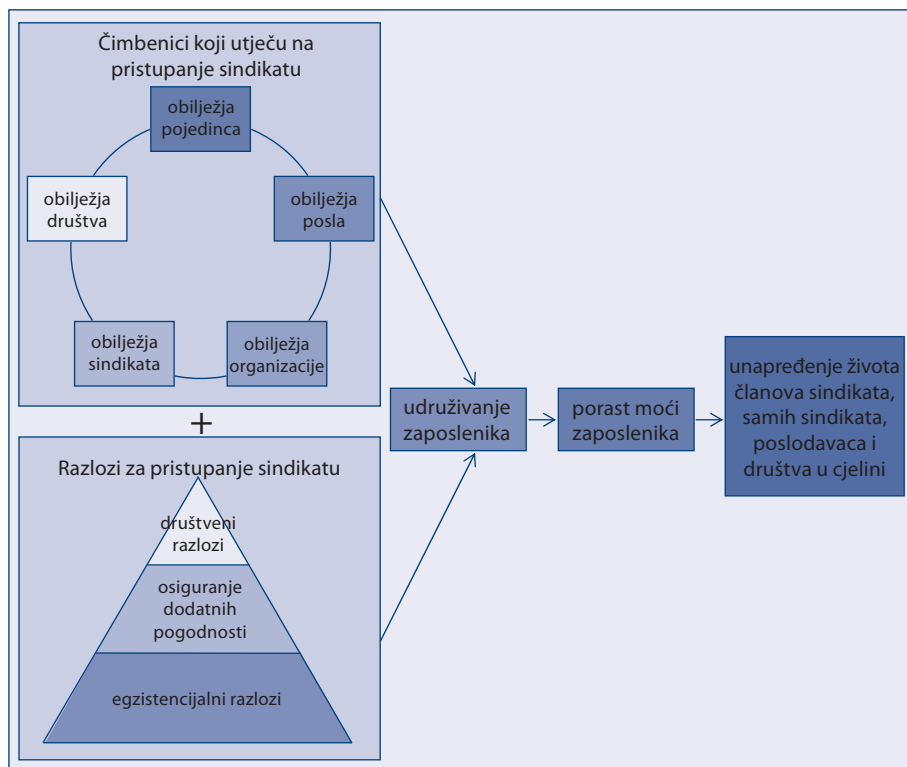 Čimbenici koji utječu na
pristupanje sindikatu
obilježja
pojedinca
obilježja
društva
obilježja
posla
obilježja
sindikata
obilježja
organizacije
+
Razlozi za pristupanje sindikatu
društveni
razlozi
osiguranje
dodatnih
pogodnosti
egzistencijalni razlozi
udruživanje
zaposlenika
porast moći
zaposlenika
unapređenje života
članova sindikata,
samih sindikata,
poslodavaca i
društva u cjelini